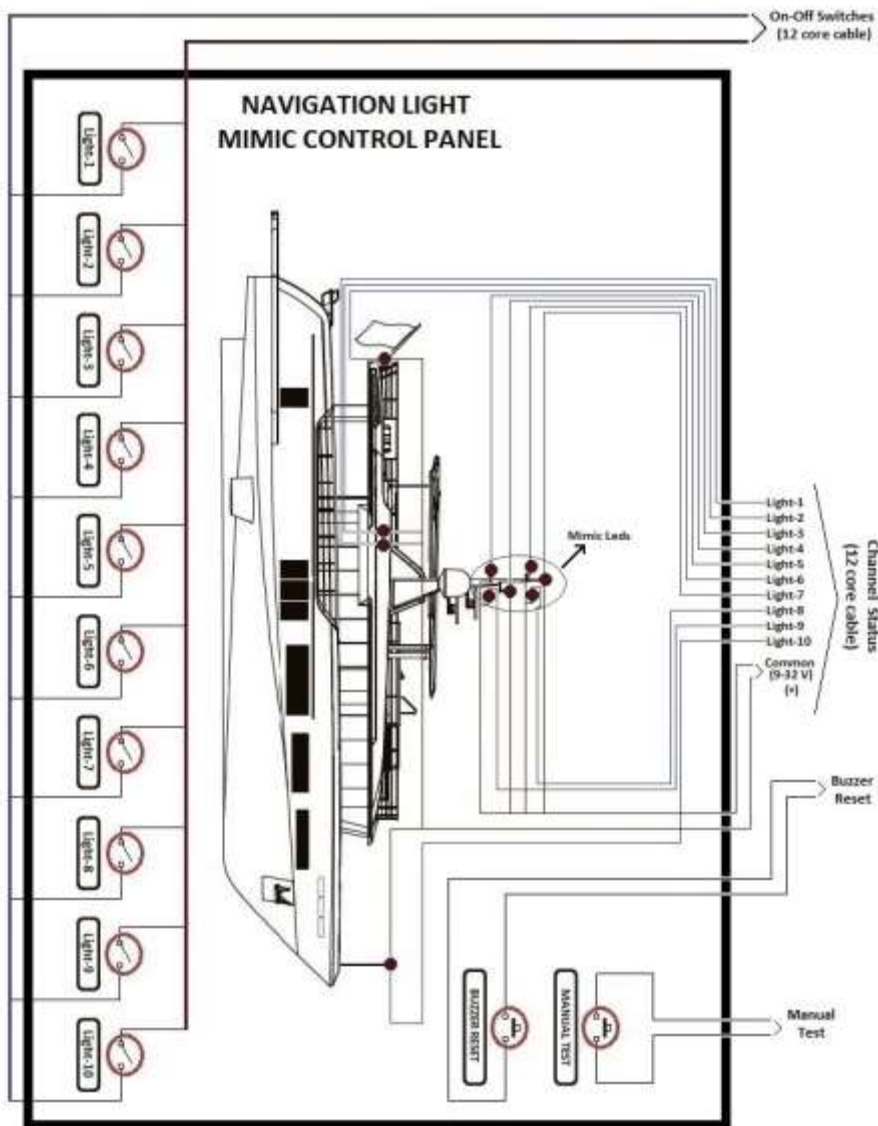 On-Off Switches
(12 core cable)
NAVIGATION LIGHT
MIMIC CONTROL PANEL
Light-1
Light-2
Light-3
Light-4
Light-5
Light-6
Light-7
Light-8
Light-9
Light-10
Mimic Leds
Light-1
Light-2
Light-3
Light-4
Light-5
Light-6
Light-7
Light-8
Light-9
Light-10
Common
(9-32 V)
(+)
Channel Status
(12 core cable)
Buzzer
Reset
BUZZER RESET
MANUAL TEST
Manual
Test